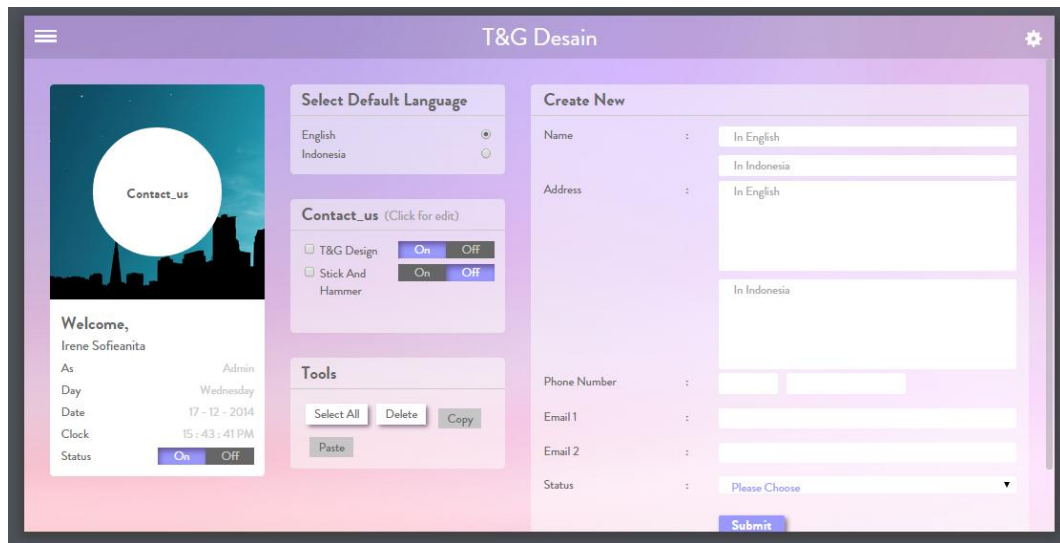 T&G Desain
Contact_us
Welcome,
Irene Sofieanita
As Admin
Day Wednesday
Date 17 - 12 - 2014
Clock 15 : 43 : 41 PM
Status On Off
Select Default Language
English
Indonesia
Contact_us (Click for edit)
T&G Design On Off
Stick And On Off
Hammer
Tools
Select All Delete Copy
Paste
Create New
Name : In English
In Indonesia
Address : In English
In Indonesia
Phone Number :
Email 1 :
Email 2 :
Status : Please Choose
Submit